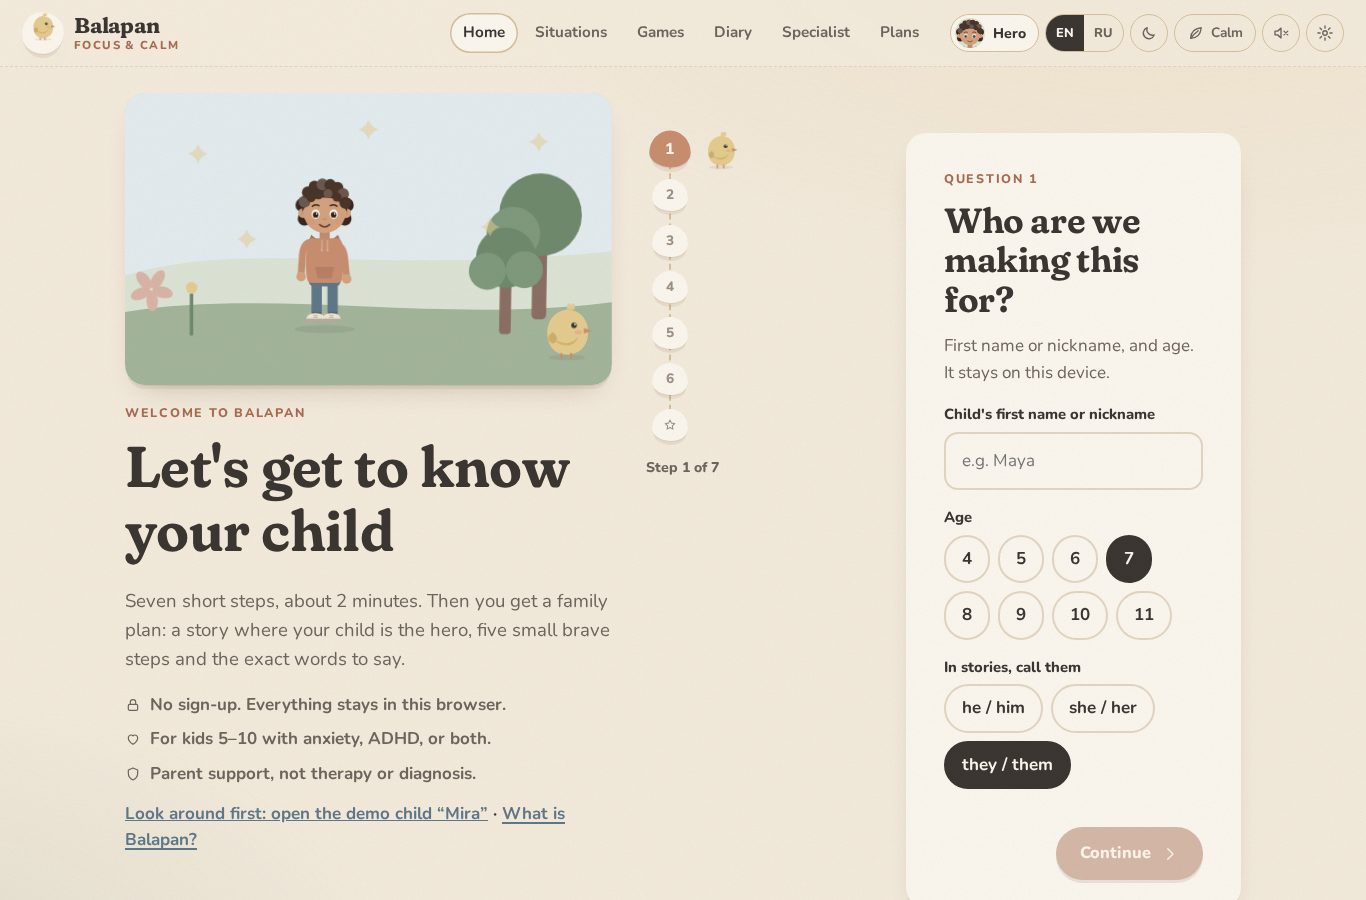 Balapan
FOCUS & CALM
Home
Situations
Games
Diary
Specialist
Plans
Hero
EN
RU
Calm
WELCOME TO BALAPAN
Let's get to know
your child
Seven short steps, about 2 minutes. Then you get a family
plan: a story where your child is the hero, five small brave
steps and the exact words to say.
No sign-up. Everything stays in this browser.
For kids 5–10 with anxiety, ADHD, or both.
Parent support, not therapy or diagnosis.
Look around first: open the demo child “Mira” · What is
Balapan?
1
2
3
4
5
6
Step 1 of 7
QUESTION 1
Who are we
making this
for?
First name or nickname, and age.
It stays on this device.
Child's first name or nickname
e.g. Maya
Age
4 5 6 7
8 9 10 11
In stories, call them
he / him she / her
they / them
Continue